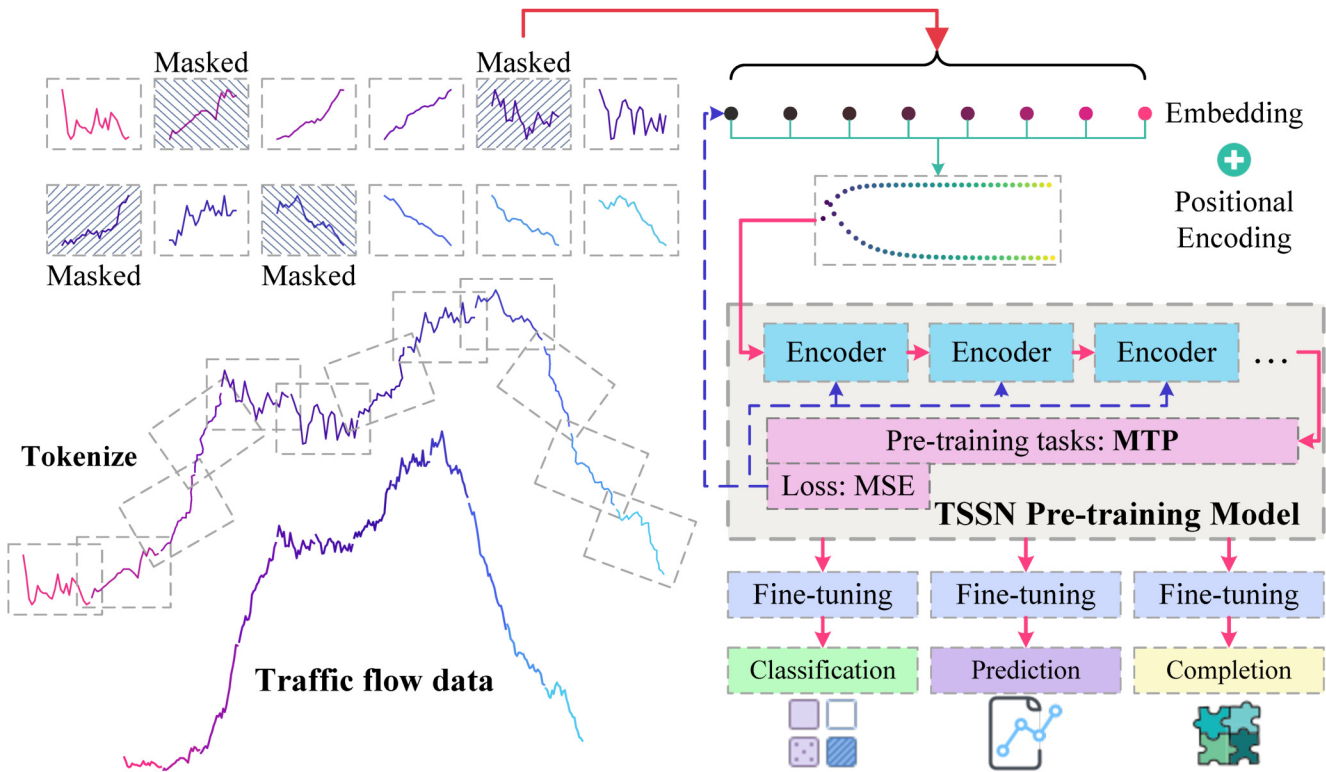 Masked
Masked
Masked
Masked
Tokenize
Traffic flow data
Embedding
Positional
Encoding
Encoder
Encoder
Encoder
...
Pre-training tasks: MTP
Loss: MSE
TSSN Pre-training Model
Fine-tuning
Fine-tuning
Fine-tuning
Classification
Prediction
Completion